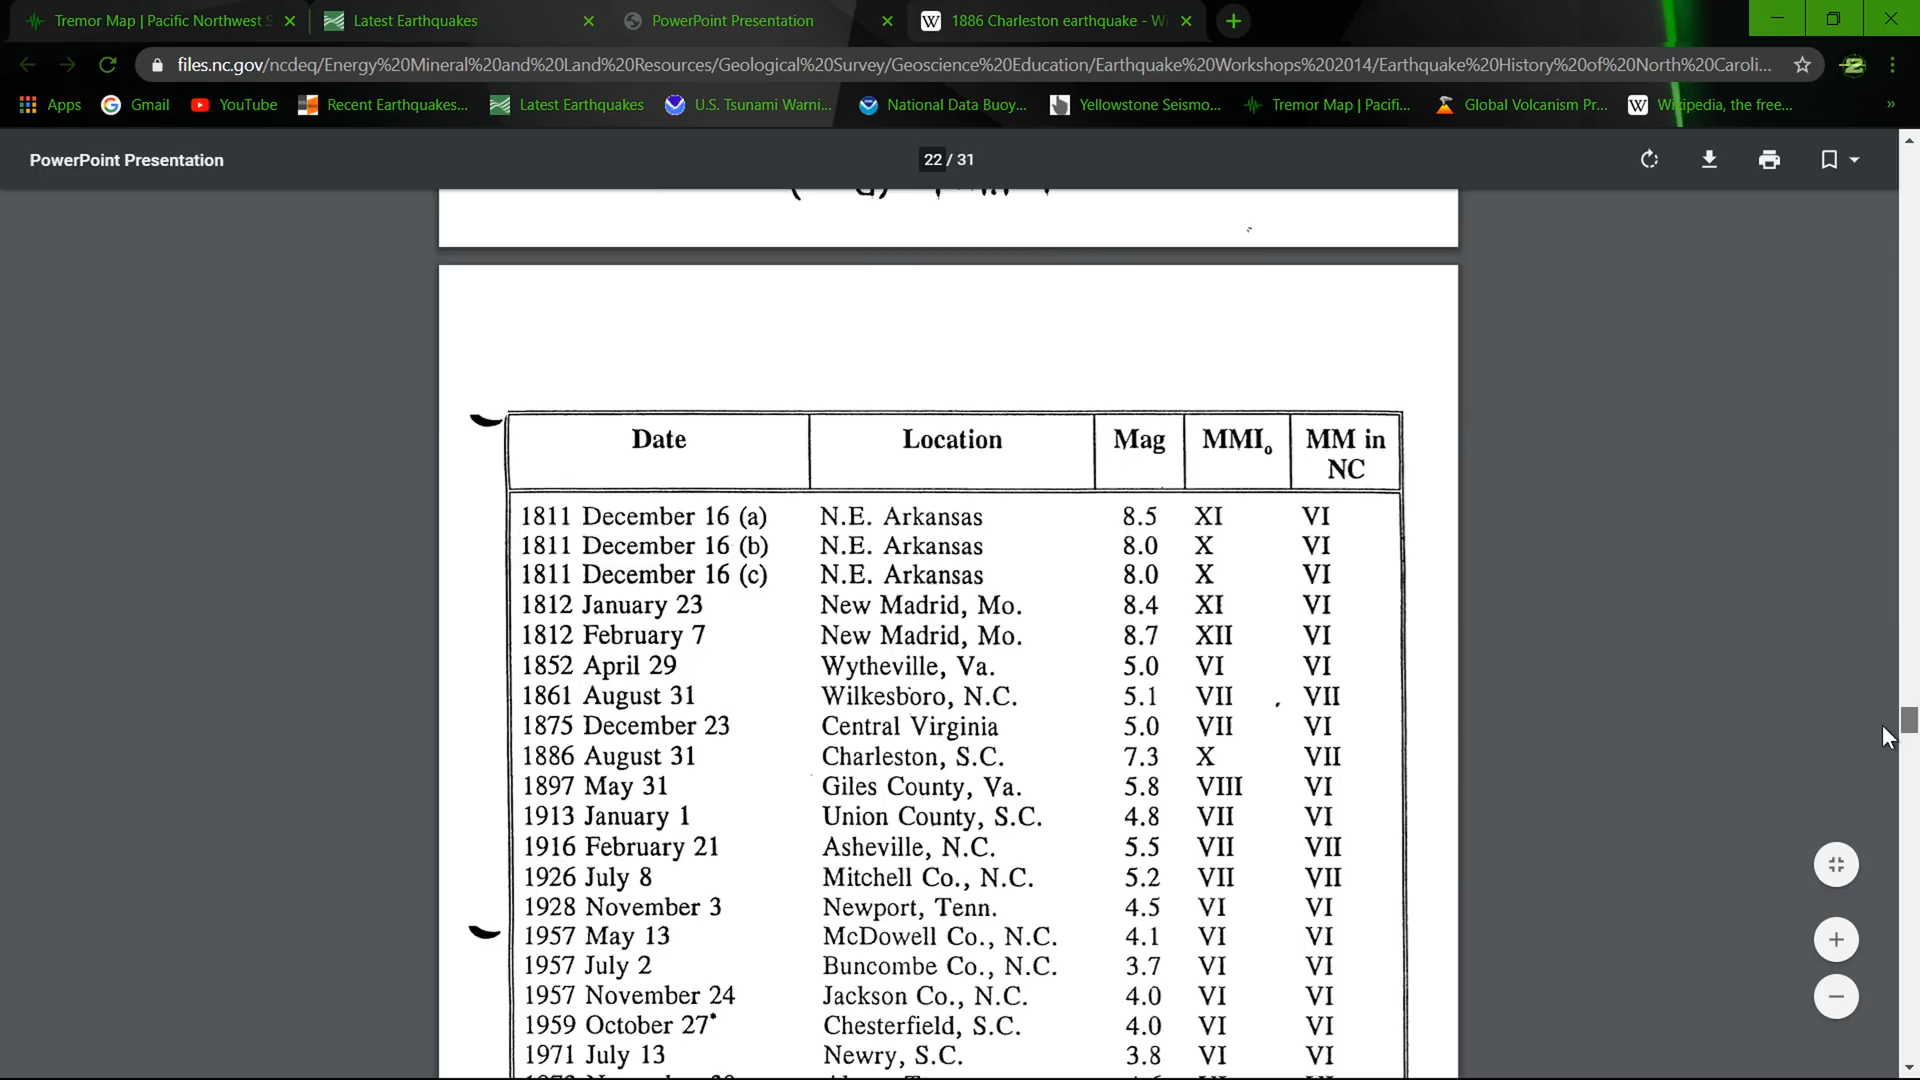 Tremor Map | Pacific Northwest S
Latest Earthquakes
PowerPoint Presentation
W 1886 Charleston earthquake - Wi
files.nc.gov/ncdeq/Energy%20Mineral%20and%20Land%20Resources/Geological%20Survey/Geoscience%20Education/Earthquake%20Workshops%202014/Earthquake%20History%20of%20North%20Caroli...
Apps
Gmail
YouTube
Recent Earthquakes...
Latest Earthquakes
U.S. Tsunami Warni...
National Data Buoy...
Yellowstone Seismo...
Tremor Map | Pacifi...
Global Volcanism Pr...
W Wikipedia, the free...
»
PowerPoint Presentation
22 / 31
Date Location Mag MMIo MM in NC
1811 December 16 (a) N.E. Arkansas 8.5 XI VI
1811 December 16 (b) N.E. Arkansas 8.0 X VI
1811 December 16 (c) N.E. Arkansas 8.0 X VI
1812 January 23 New Madrid, Mo. 8.4 XI VI
1812 February 7 New Madrid, Mo. 8.7 XII VI
1852 April 29 Wytheville, Va. 5.0 VI VI
1861 August 31 Wilkesboro, N.C. 5.1 VII VII
1875 December 23 Central Virginia 5.0 VII VI
1886 August 31 Charleston, S.C. 7.3 X VII
1897 May 31 Giles County, Va. 5.8 VIII VI
1913 January 1 Union County, S.C. 4.8 VII VI
1916 February 21 Asheville, N.C. 5.5 VII VII
1926 July 8 Mitchell Co., N.C. 5.2 VII VII
1928 November 3 Newport, Tenn. 4.5 VI VI
1957 May 13 McDowell Co., N.C. 4.1 VI VI
1957 July 2 Buncombe Co., N.C. 3.7 VI VI
1957 November 24 Jackson Co., N.C. 4.0 VI VI
1959 October 27* Chesterfield, S.C. 4.0 VI VI
1971 July 13 Newry, S.C. 3.8 VI VI